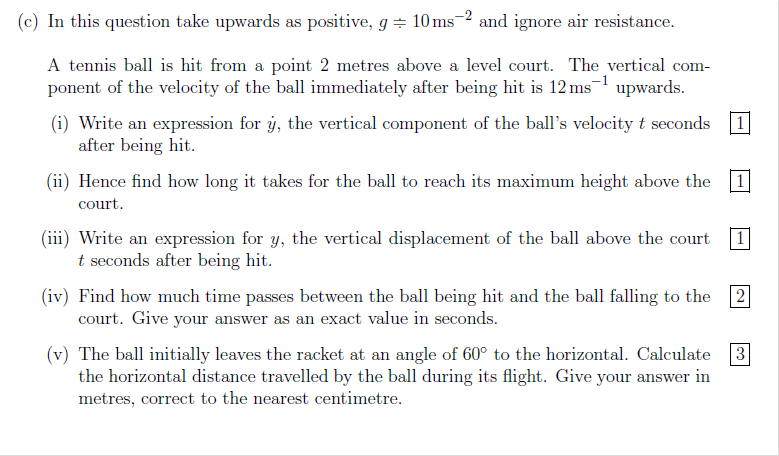 (c) In this question take upwards as positive, g ≑ 10 ms⁻² and ignore air resistance.
A tennis ball is hit from a point 2 metres above a level court. The vertical com-
ponent of the velocity of the ball immediately after being hit is 12 ms⁻¹ upwards.
(i) Write an expression for ẏ, the vertical component of the ball's velocity t seconds 1
after being hit.
(ii) Hence find how long it takes for the ball to reach its maximum height above the 1
court.
(iii) Write an expression for y, the vertical displacement of the ball above the court 1
t seconds after being hit.
(iv) Find how much time passes between the ball being hit and the ball falling to the 2
court. Give your answer as an exact value in seconds.
(v) The ball initially leaves the racket at an angle of 60° to the horizontal. Calculate 3
the horizontal distance travelled by the ball during its flight. Give your answer in
metres, correct to the nearest centimetre.